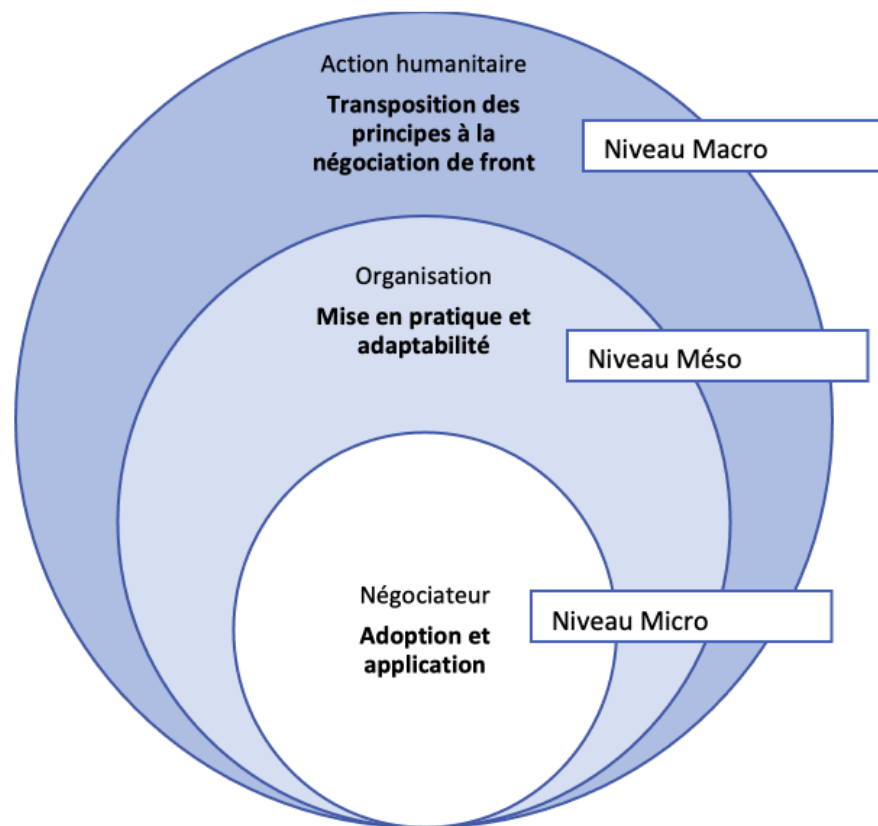 Action humanitaire
Transposition des
principes à la
négociation de front
Niveau Macro
Organisation
Mise en pratique et
adaptabilité
Niveau Méso
Négociateur
Adoption et
application
Niveau Micro